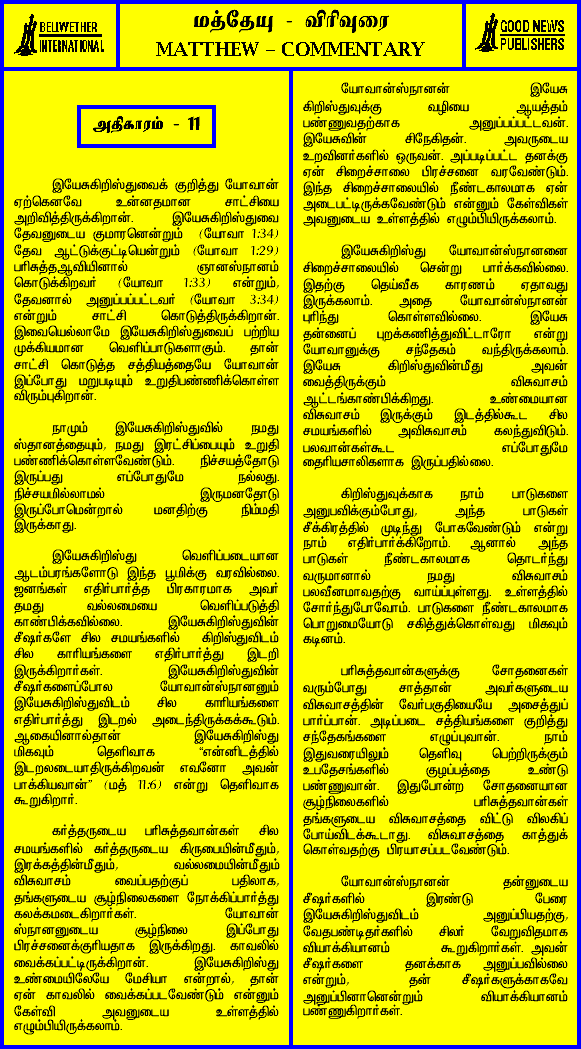 BELIWETHER
INTERNATIONAL
மத்தேயு - விரிவுரை
MATTHEW – COMMENTARY
GOOD NEWS
PUBLISHERS
அதிகாரம் - 11
இயேசுகிறிஸ்துவைக் குறித்து யோவான்
ஏற்கெனவே உன்னதமான சாட்சியை
அறிவித்திருக்கிறான். இயேசுகிறிஸ்துவை
தேவனுடைய குமாரனென்றும் (யோவா 1:34)
தேவ ஆட்டுக்குட்டியென்றும் (யோவா 1:29)
பரிசுத்தஆவியினால் ஞானஸ்நானம்
கொடுக்கிறவர் (யோவா 1:33) என்றும்,
தேவனால் அனுப்பப்பட்டவர் (யோவா 3:34)
என்றும் சாட்சி கொடுத்திருக்கிறான்.
இவையெல்லாமே இயேசுகிறிஸ்துவைப் பற்றிய
முக்கியமான வெளிப்பாடுகளாகும். தான்
சாட்சி கொடுத்த சத்தியத்தையே யோவான்
இப்போது மறுபடியும் உறுதிபண்ணிக்கொள்ள
விரும்புகிறான்.
நாமும் இயேசுகிறிஸ்துவில் நமது
ஸ்தானத்தையும், நமது இரட்சிப்பையும் உறுதி
பண்ணிக்கொள்ளவேண்டும். நிச்சயத்தோடு
இருப்பது எப்போதுமே நல்லது.
நிச்சயமில்லாமல் இருமனதோடு
இருப்போமென்றால் மனதிற்கு நிம்மதி
இருக்காது.
இயேசுகிறிஸ்து வெளிப்படையான
ஆடம்பரங்களோடு இந்த பூமிக்கு வரவில்லை.
ஜனங்கள் எதிர்பார்த்த பிரகாரமாக அவர்
தமது வல்லமையை வெளிப்படுத்தி
காண்பிக்கவில்லை. இயேசுகிறிஸ்துவின்
சீஷர்களே சில சமயங்களில் கிறிஸ்துவிடம்
சில காரியங்களை எதிர்பார்த்து இடறி
இருக்கிறார்கள். இயேசுகிறிஸ்துவின்
சீஷர்களைப்போல யோவான்ஸ்நானனும்
இயேசுகிறிஸ்துவிடம் சில காரியங்களை
எதிர்பார்த்து இடறல் அடைந்திருக்கக்கூடும்.
ஆகையினால்தான் இயேசுகிறிஸ்து
மிகவும் தெளிவாக “என்னிடத்தில்
இடறலடையாதிருக்கிறவன் எவனோ அவன்
பாக்கியவான்” (மத் 11:6) என்று தெளிவாக
கூறுகிறார்.
கர்த்தருடைய பரிசுத்தவான்கள் சில
சமயங்களில் கர்த்தருடைய கிருபையின்மீதும்,
இரக்கத்தின்மீதும், வல்லமையின்மீதும்
விசுவாசம் வைப்பதற்குப் பதிலாக,
தங்களுடைய சூழ்நிலைகளை நோக்கிப்பார்த்து
கலக்கமடைகிறார்கள். யோவான்
ஸ்நானனுடைய சூழ்நிலை இப்போது
பிரச்சனைக்குரியதாக இருக்கிறது. காவலில்
வைக்கப்பட்டிருக்கிறான். இயேசுகிறிஸ்து
உண்மையிலேயே மேசியா என்றால், தான்
ஏன் காவலில் வைக்கப்படவேண்டும் என்னும்
கேள்வி அவனுடைய உள்ளத்தில்
எழும்பியிருக்கலாம்.
யோவான்ஸ்நானன் இயேசு
கிறிஸ்துவுக்கு வழியை ஆயத்தம்
பண்ணுவதற்காக அனுப்பப்பட்டவன்.
இயேசுவின் சிநேகிதன். அவருடைய
உறவினர்களில் ஒருவன். அப்படிப்பட்ட தனக்கு
ஏன் சிறைச்சாலை பிரச்சனை வரவேண்டும்.
இந்த சிறைச்சாலையில் நீண்டகாலமாக ஏன்
அடைபட்டிருக்கவேண்டும் என்னும் கேள்விகள்
அவனுடைய உள்ளத்தில் எழும்பியிருக்கலாம்.
இயேசுகிறிஸ்து யோவான்ஸ்நானனை
சிறைச்சாலையில் சென்று பார்க்கவில்லை.
இதற்கு தெய்வீக காரணம் ஏதாவது
இருக்கலாம். அதை யோவான்ஸ்நானன்
புரிந்து கொள்ளவில்லை. இயேசு
தன்னைப் புறக்கணித்துவிட்டாரோ என்று
யோவானுக்கு சந்தேகம் வந்திருக்கலாம்.
இயேசு கிறிஸ்துவின்மீது அவன்
வைத்திருக்கும் விசுவாசம்
ஆட்டங்காண்பிக்கிறது. உண்மையான
விசுவாசம் இருக்கும் இடத்தில்கூட சில
சமயங்களில் அவிசுவாசம் கலந்துவிடும்.
பலவான்கள்கூட எப்போதுமே
தைரியசாலிகளாக இருப்பதில்லை.
கிறிஸ்துவுக்காக நாம் பாடுகளை
அனுபவிக்கும்போது, அந்த பாடுகள்
சீக்கிரத்தில் முடிந்து போகவேண்டும் என்று
நாம் எதிர்பார்க்கிறோம். ஆனால் அந்த
பாடுகள் நீண்டகாலமாக தொடர்ந்து
வருமானால் நமது விசுவாசம்
பலவீனமாவதற்கு வாய்ப்புள்ளது. உள்ளத்தில்
சோர்ந்துபோவோம். பாடுகளை நீண்டகாலமாக
பொறுமையோடு சகித்துக்கொள்வது மிகவும்
கடினம்.
பரிசுத்தவான்களுக்கு சோதனைகள்
வரும்போது சாத்தான் அவர்களுடைய
விசுவாசத்தின் வேர்பகுதியையே அசைத்துப்
பார்ப்பான். அடிப்படை சத்தியங்களை குறித்து
சந்தேகங்களை எழுப்புவான். நாம்
இதுவரையிலும் தெளிவு பெற்றிருக்கும்
உபதேசங்களில் குழப்பத்தை உண்டு
பண்ணுவான். இதுபோன்ற சோதனையான
சூழ்நிலைகளில் பரிசுத்தவான்கள்
தங்களுடைய விசுவாசத்தை விட்டு விலகிப்
போய்விடக்கூடாது. விசுவாசத்தை காத்துக்
கொள்வதற்கு பிரயாசப்படவேண்டும்.
யோவான்ஸ்நானன் தன்னுடைய
சீஷர்களில் இரண்டு பேரை
இயேசுகிறிஸ்துவிடம் அனுப்பியதற்கு,
வேதபண்டிதர்களில் சிலர் வேறுவிதமாக
வியாக்கியானம் கூறுகிறார்கள். அவன்
சீஷர்களை தனக்காக அனுப்பவில்லை
என்றும், தன் சீஷர்களுக்காகவே
அனுப்பினானென்றும் வியாக்கியானம்
பண்ணுகிறார்கள்.